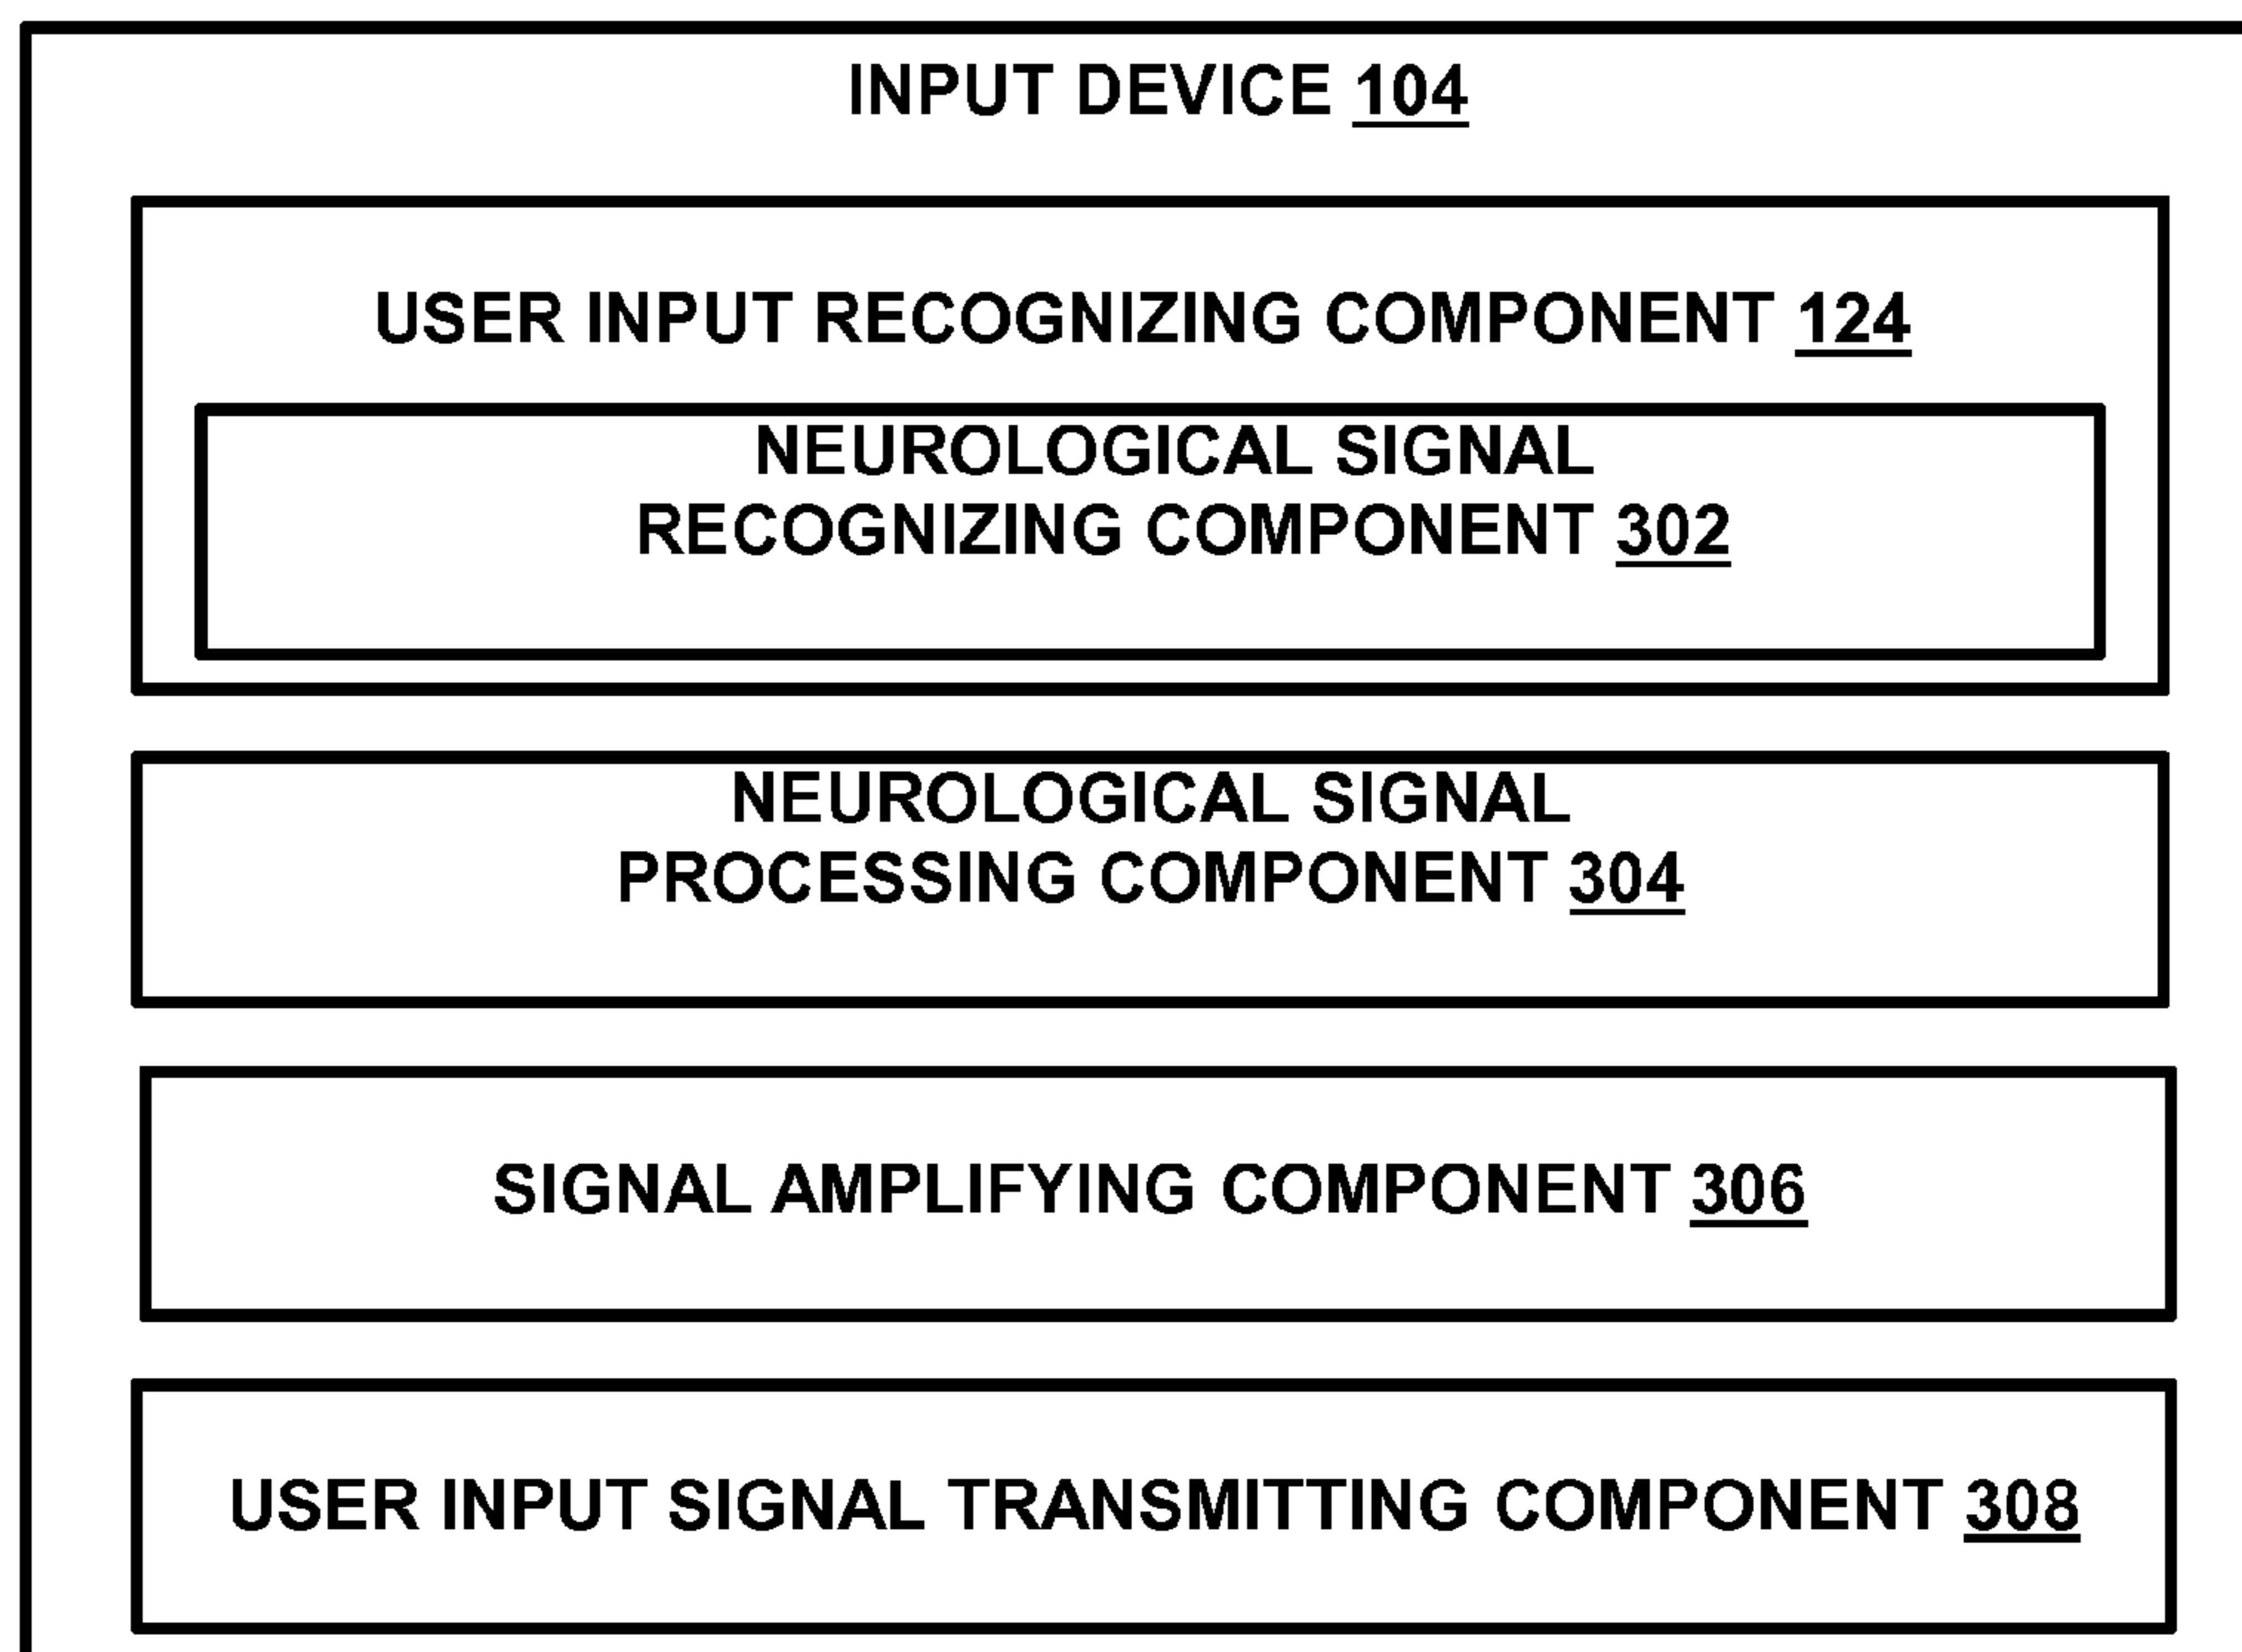 INPUT DEVICE 104
USER INPUT RECOGNIZING COMPONENT 124
NEUROLOGICAL SIGNAL
RECOGNIZING COMPONENT 302
NEUROLOGICAL SIGNAL
PROCESSING COMPONENT 304
SIGNAL AMPLIFYING COMPONENT 306
USER INPUT SIGNAL TRANSMITTING COMPONENT 308